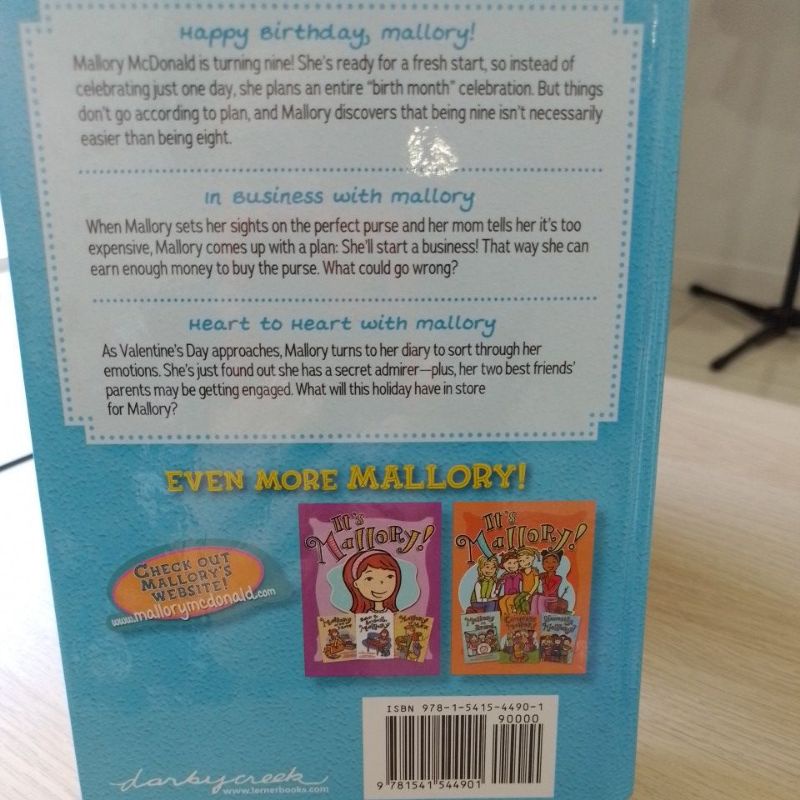 Happy Birthday, mallory!
Mallory McDonald is turning nine! She's ready for a fresh start, so instead of
celebrating just one day, she plans an entire “birth month” celebration. But things
don't go according to plan, and Mallory discovers that being nine isn't necessarily
easier than being eight.
In Business with mallory
When Mallory sets her sights on the perfect purse and her mom tells her it's too
expensive, Mallory comes up with a plan: She'll start a business! That way she can
earn enough money to buy the purse. What could go wrong?
Heart to Heart with mallory
As Valentine's Day approaches, Mallory turns to her diary to sort through her
emotions. She's just found out she has a secret admirer—plus, her two best friends'
parents may be getting engaged. What will this holiday have in store
for Mallory?
EVEN MORE MALLORY!
CHECK OUT
MALLORY'S
WEBSITE!
www.mallorymcdonald.com
It's
Mallory!
It's
Mallory!
ISBN 978-1-5415-4490-1
90000
9 781541 544901
darbycreek
www.lernerbooks.com